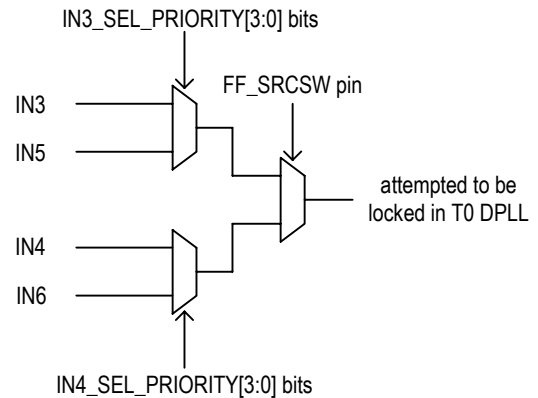 IN3_SEL_PRIORITY[3:0] bits
FF_SRCSW pin
IN3
IN5
attempted to be
locked in T0 DPLL
IN4
IN6
IN4_SEL_PRIORITY[3:0] bits